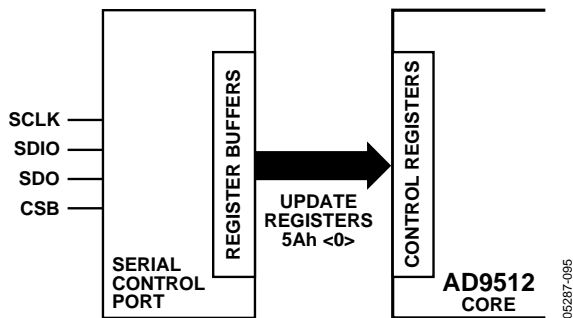 SCLK
SDIO
SDO
CSB
SERIAL
CONTROL
PORT
REGISTER BUFFERS
UPDATE
REGISTERS
5Ah <0>
CONTROL REGISTERS
AD9512
CORE
05287-095